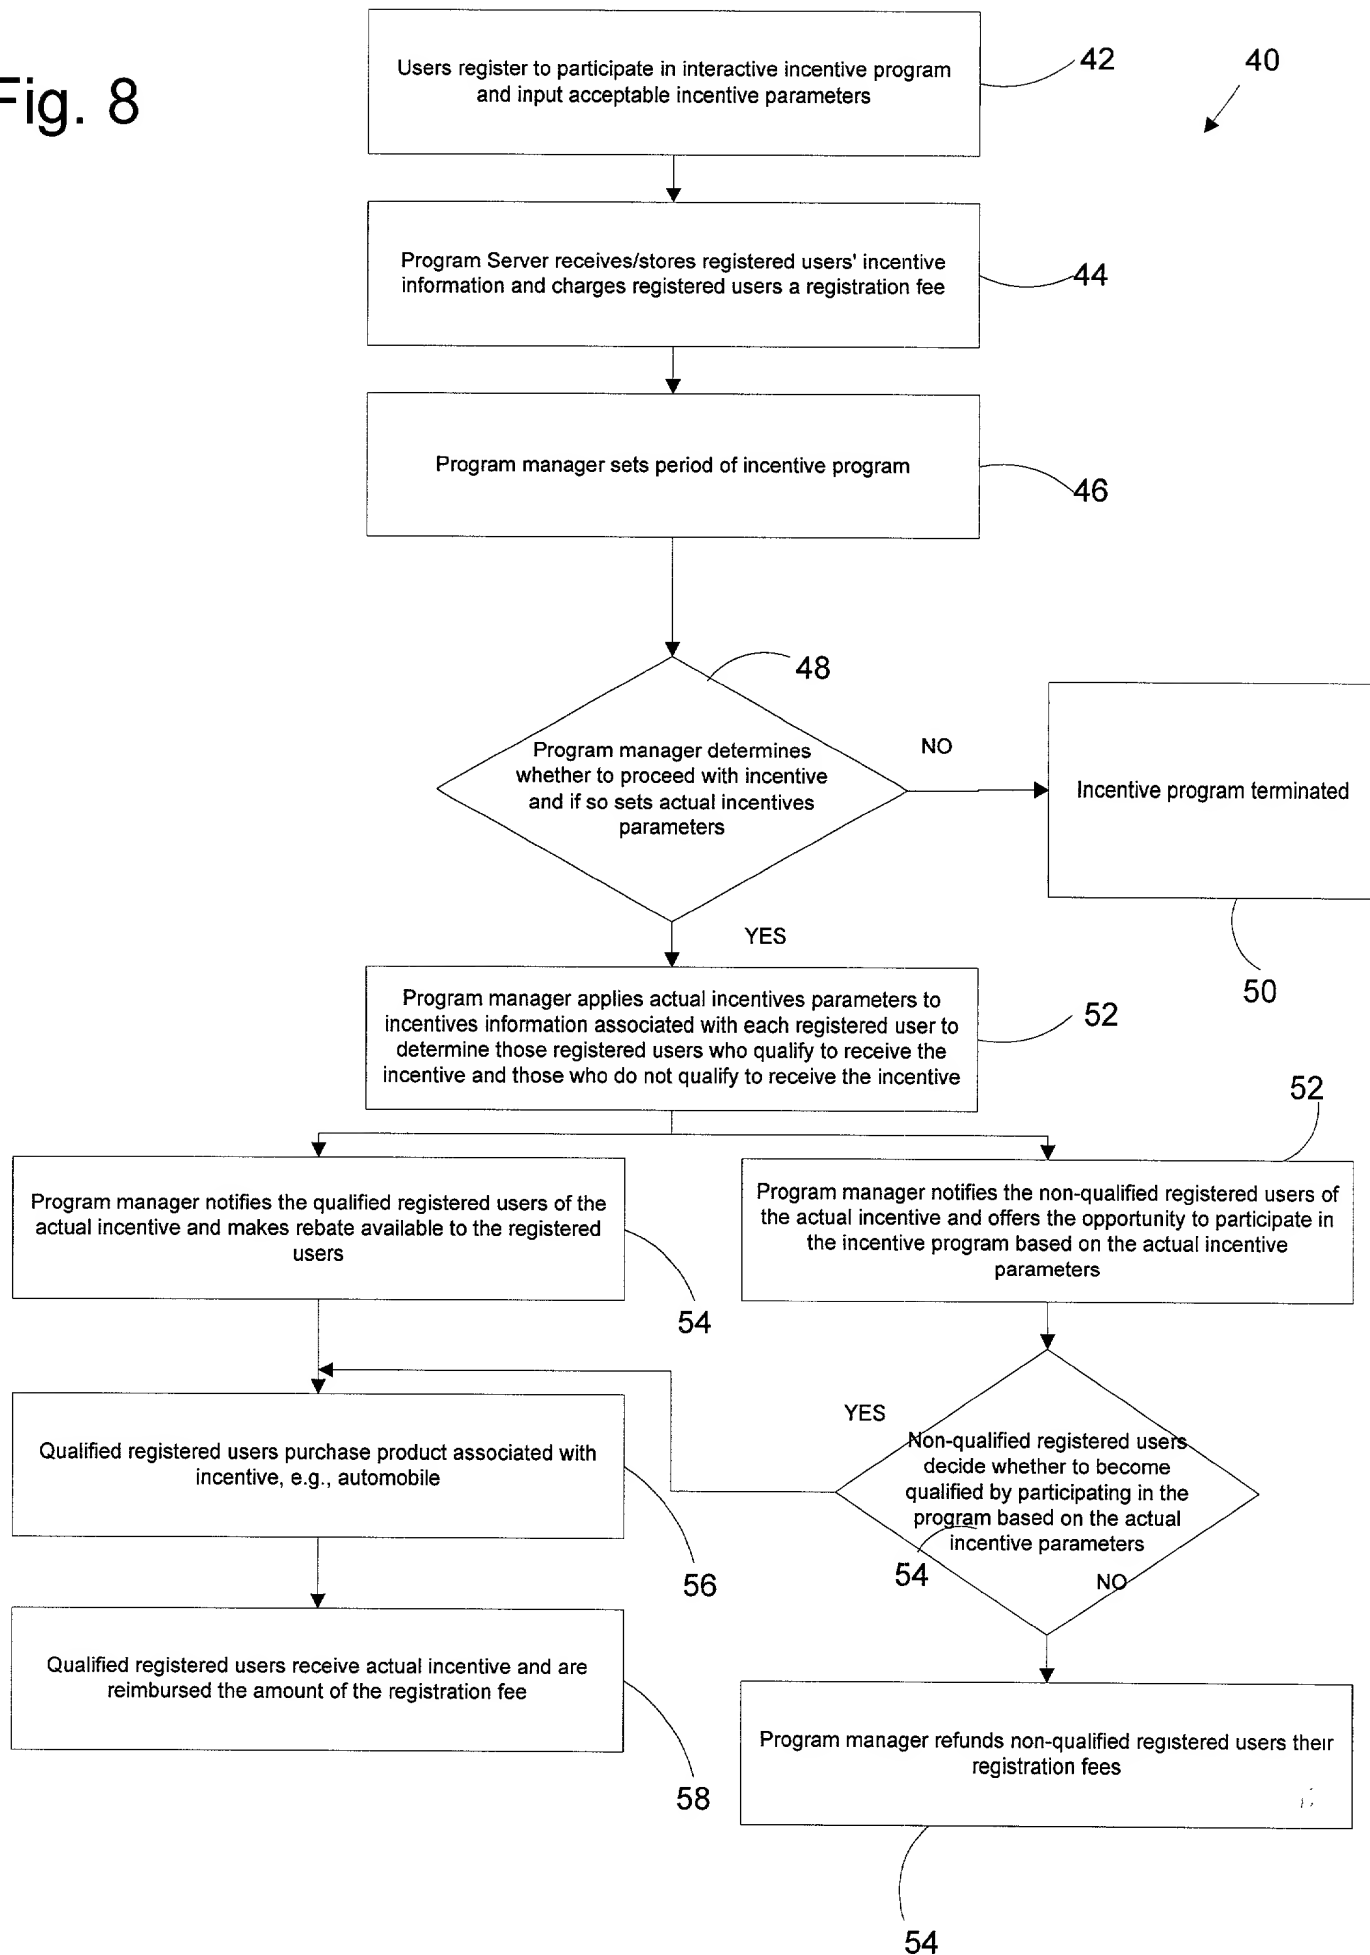 Fig. 8
40
Users register to participate in interactive incentive program
and input acceptable incentive parameters
42
Program Server receives/stores registered users' incentive
information and charges registered users a registration fee
44
Program manager sets period of incentive program
46
48
Program manager determines
whether to proceed with incentive
and if so sets actual incentives
parameters
NO
Incentive program terminated
50
YES
Program manager applies actual incentives parameters to
incentives information associated with each registered user to
determine those registered users who qualify to receive the
incentive and those who do not qualify to receive the incentive
52
52
Program manager notifies the qualified registered users of the
actual incentive and makes rebate available to the registered
users
54
Program manager notifies the non-qualified registered users of
the actual incentive and offers the opportunity to participate in
the incentive program based on the actual incentive
parameters
YES
Non-qualified registered users
decide whether to become
qualified by participating in the
program based on the actual
incentive parameters
54
NO
Qualified registered users purchase product associated with
incentive, e.g., automobile
56
Qualified registered users receive actual incentive and are
reimbursed the amount of the registration fee
58
Program manager refunds non-qualified registered users their
registration fees
54